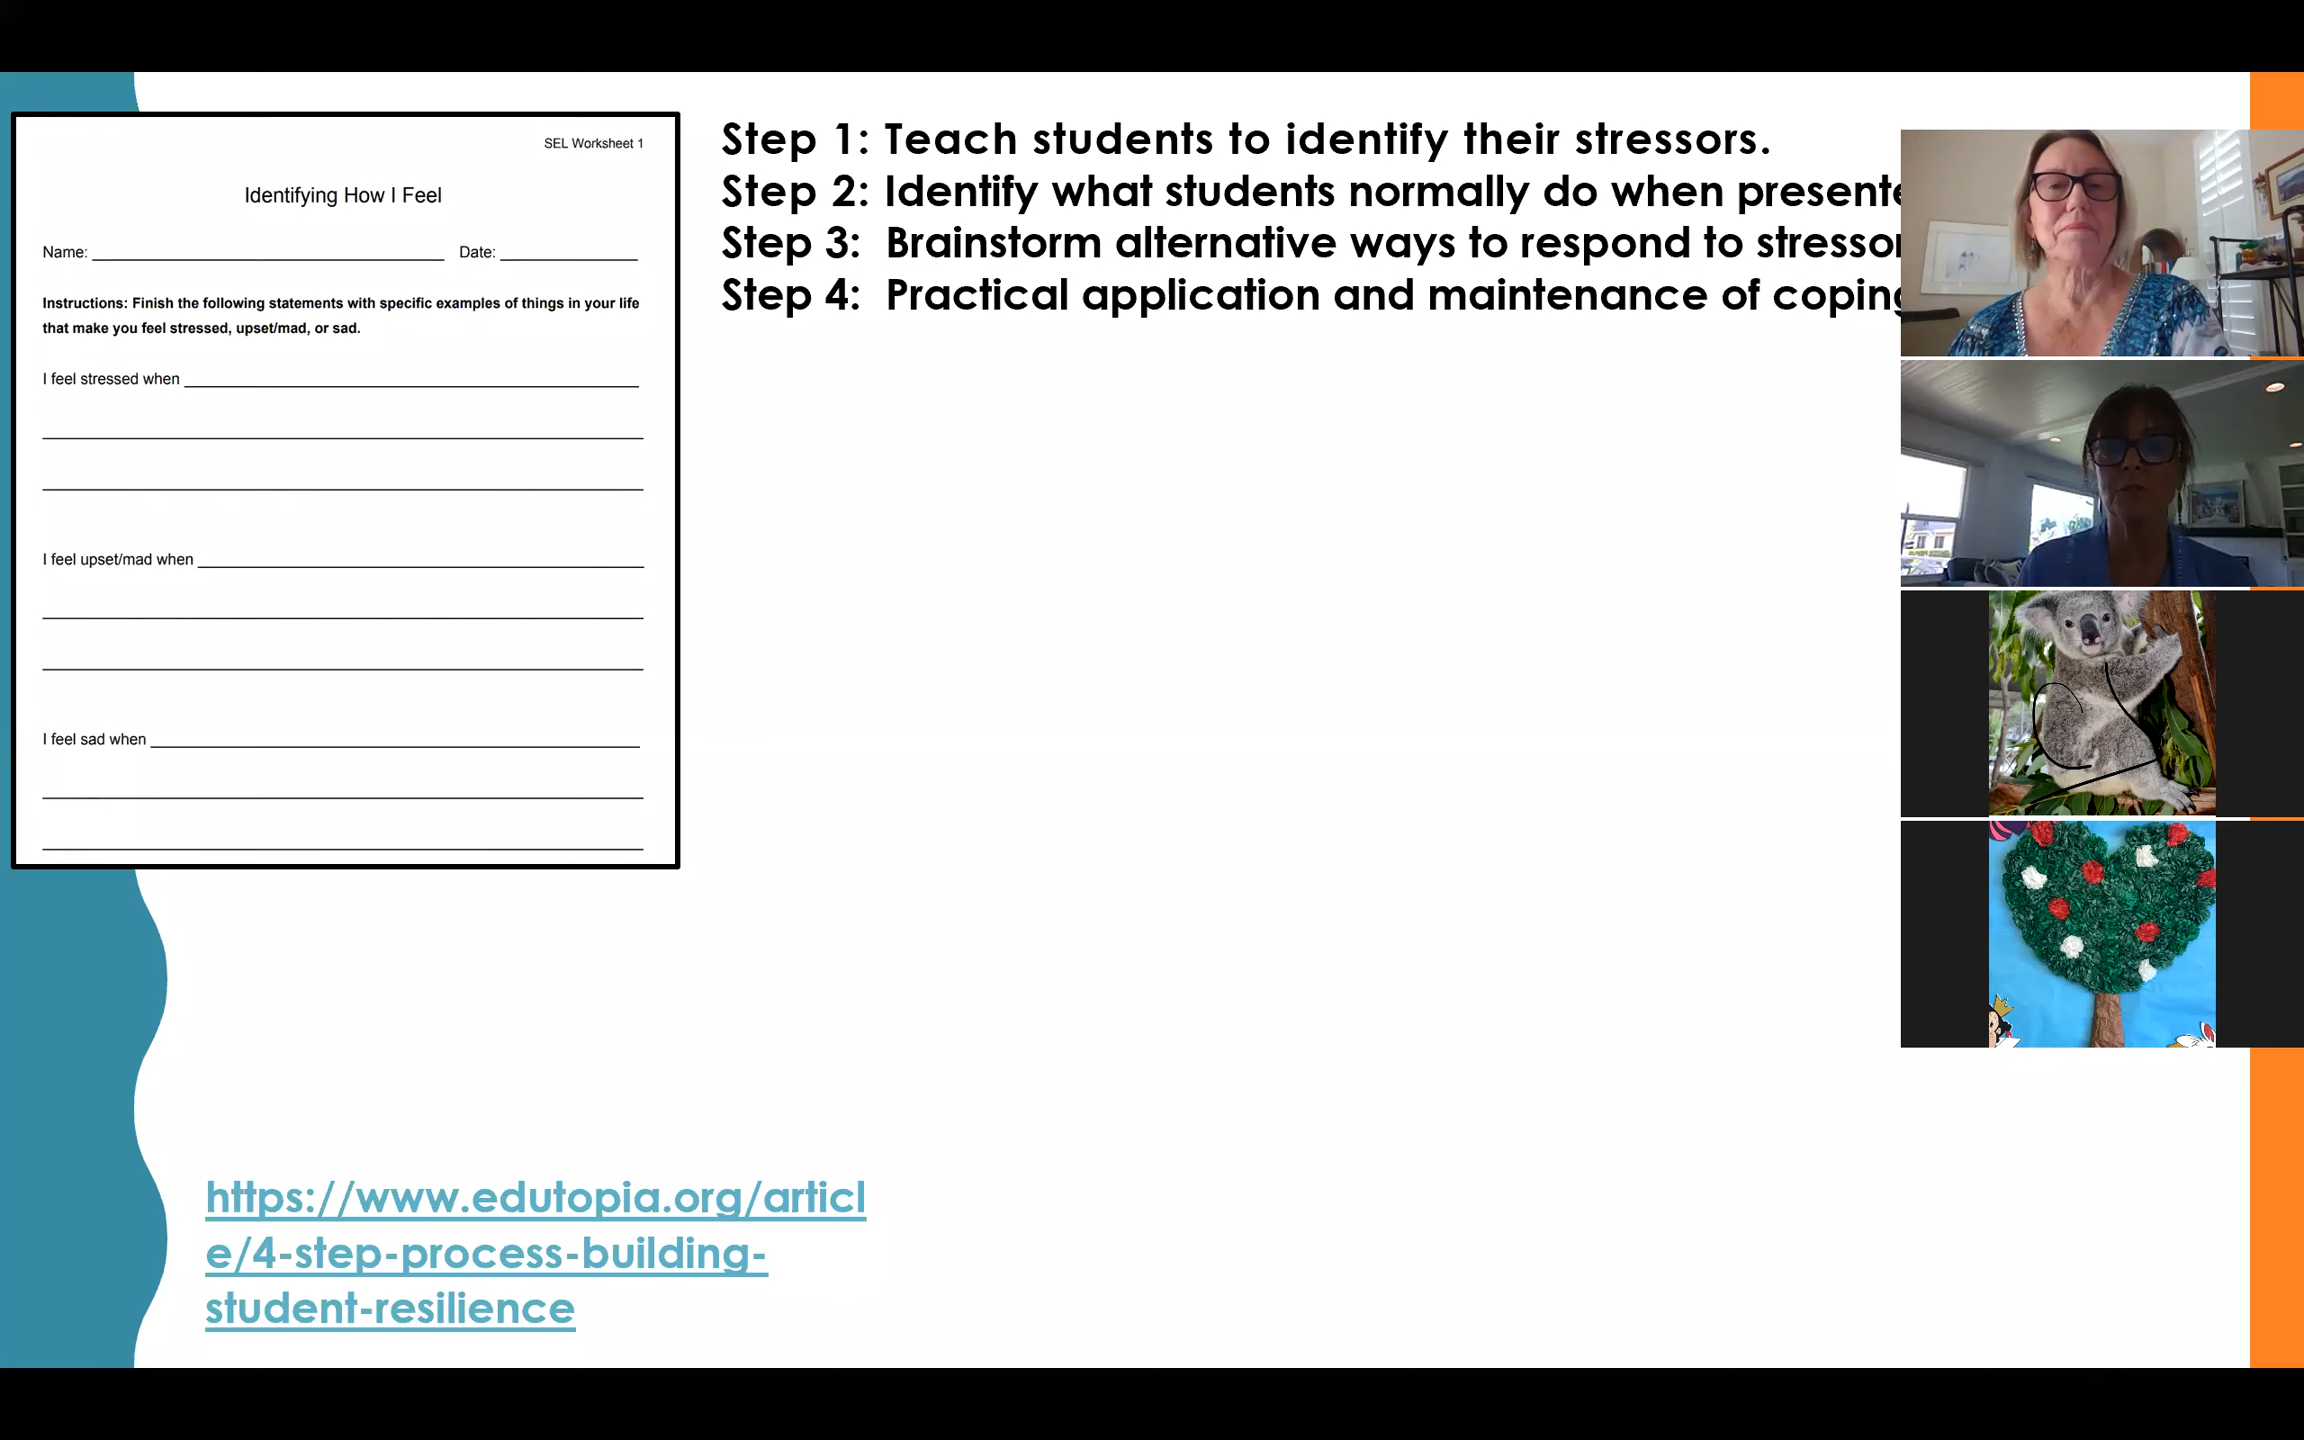 SEL Worksheet 1
Identifying How I Feel
Name: Date:
Instructions: Finish the following statements with specific examples of things in your life
that make you feel stressed, upset/mad, or sad.
I feel stressed when
I feel upset/mad when
I feel sad when
Step 1: Teach students to identify their stressors.
Step 2: Identify what students normally do when presente
Step 3: Brainstorm alternative ways to respond to stressor
Step 4: Practical application and maintenance of coping
https://www.edutopia.org/articl
e/4-step-process-building-
student-resilience